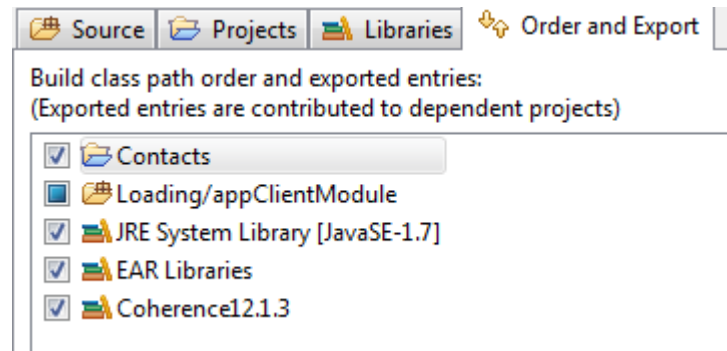 Source Projects Libraries Order and Export
Build class path order and exported entries:
(Exported entries are contributed to dependent projects)
Contacts
Loading/appClientModule
JRE System Library [JavaSE-1.7]
EAR Libraries
Coherence12.1.3